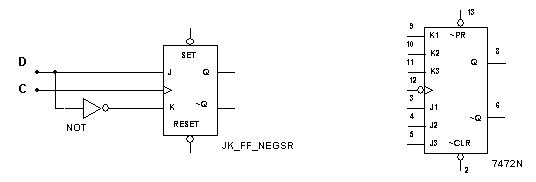 D
C
NOT
SET
J
Q
K
~Q
RESET
JK_FF_NEGSR
13
9 K1 ~PR
10 K2
11 K3 Q 8
12
3 J1
4 J2 ~Q 6
5 J3 ~CLR
2
7472N